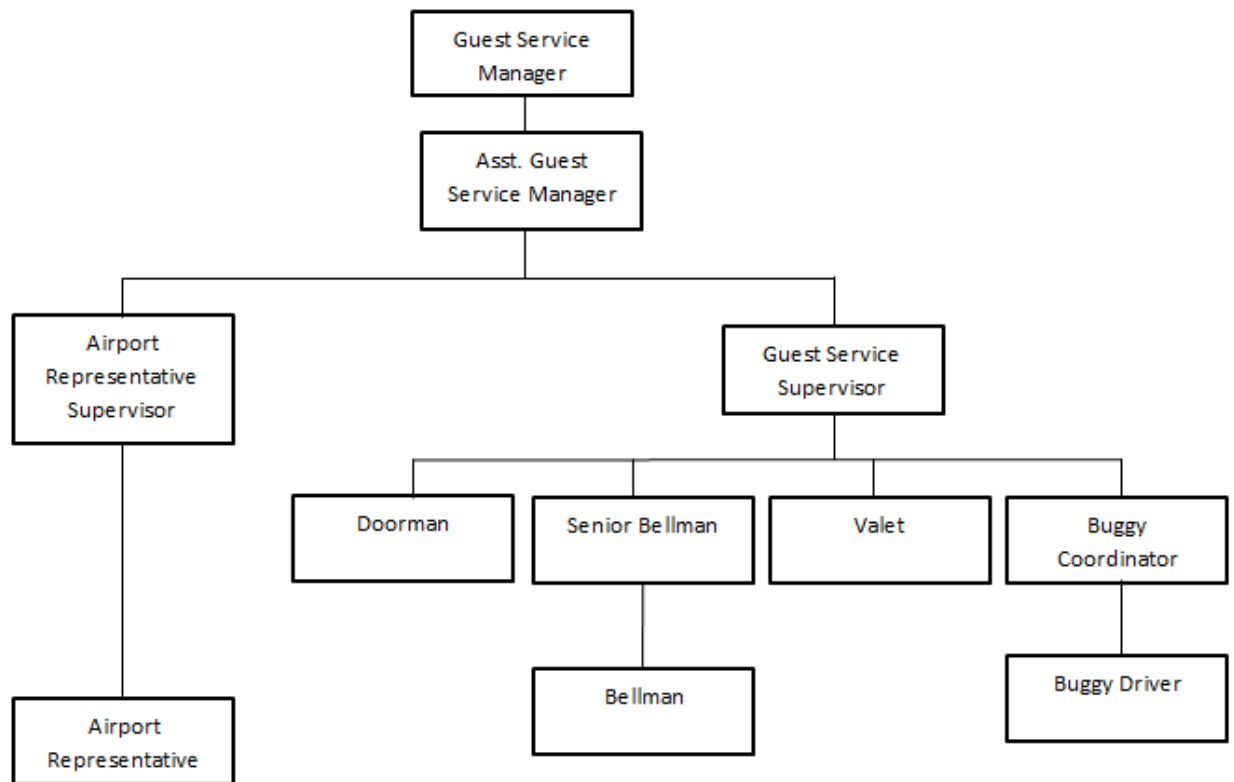 Guest Service
Manager
Asst. Guest
Service Manager
Airport
Representative
Supervisor
Guest Service
Supervisor
Doorman
Senior Bellman
Valet
Buggy
Coordinator
Bellman
Buggy Driver
Airport
Representative